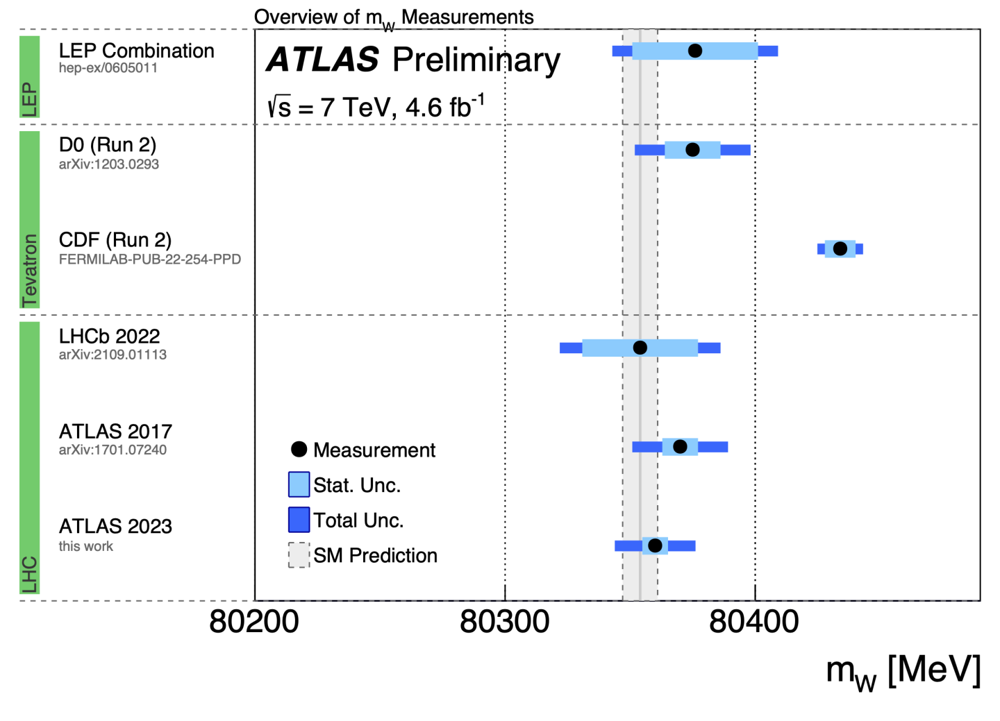 Overview of mW Measurements
LEP
LEP Combination
hep-ex/0605011
ATLAS Preliminary
√s = 7 TeV, 4.6 fb-1
Tevatron
D0 (Run 2)
arXiv:1203.0293
CDF (Run 2)
FERMILAB-PUB-22-254-PPD
LHC
LHCb 2022
arXiv:2109.01113
ATLAS 2017
arXiv:1701.07240
ATLAS 2023
this work
Measurement
Stat. Unc.
Total Unc.
SM Prediction
80200 80300 80400
mW [MeV]